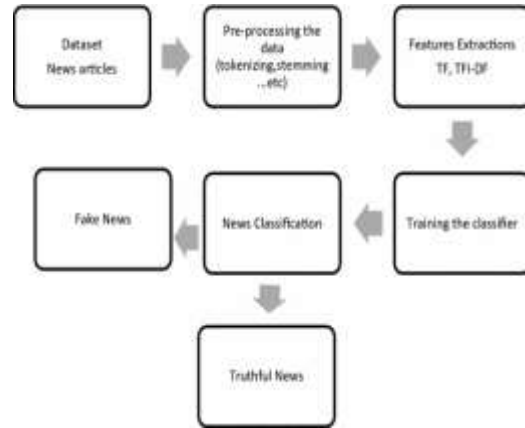 Dataset
News articles
Pre-processing the
data
(tokenizing,stemming
...etc)
Features Extractions
TF, TFI-DF
Fake News
News Classification
Training the classifier
Truthful News